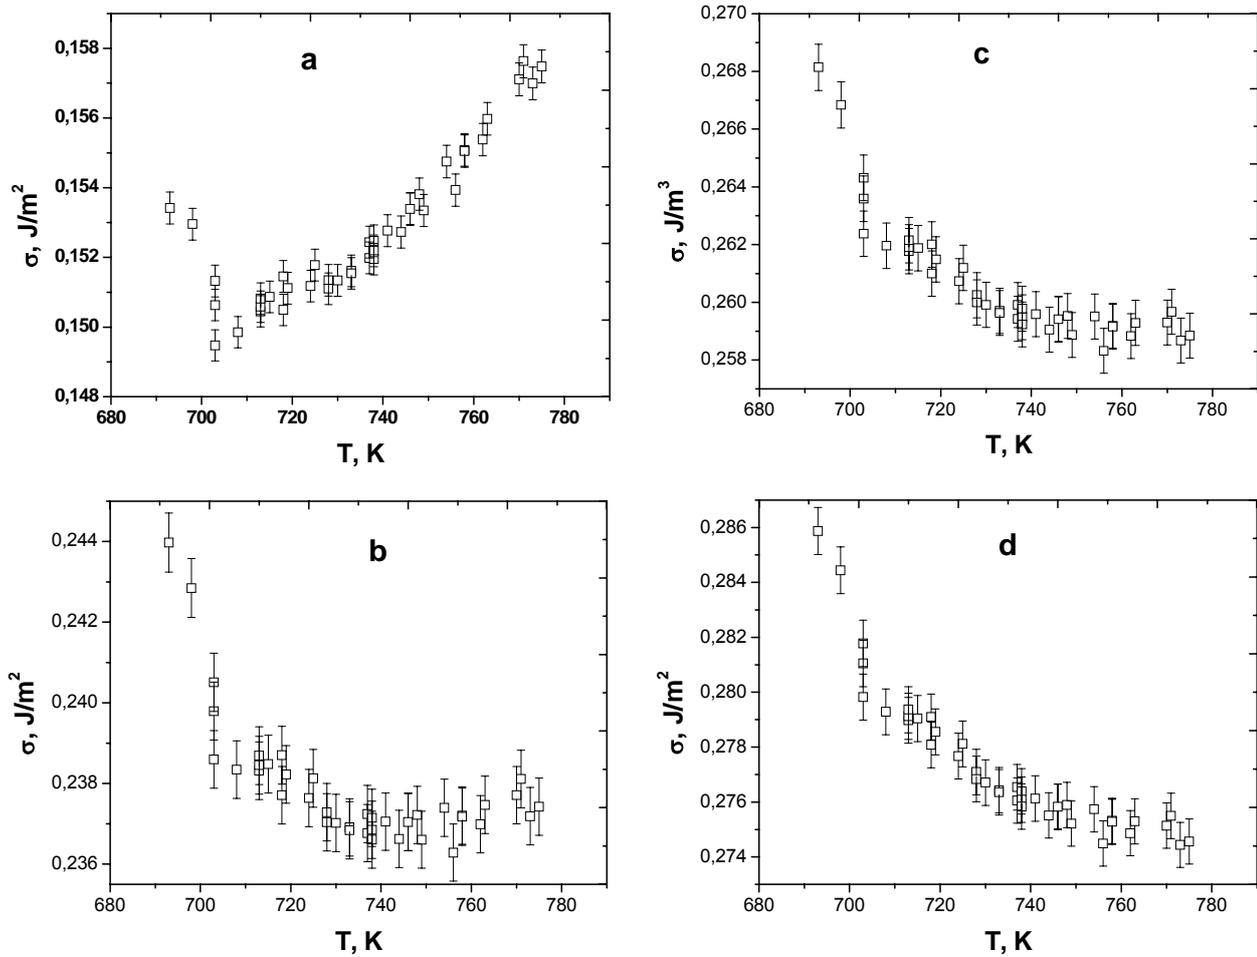 a
0,158
0,156
0,154
0,152
0,150
0,148
σ, J/m²
680 700 720 740 760 780
T, K
c
0,270
0,268
0,266
0,264
0,262
0,260
0,258
σ, J/m³
680 700 720 740 760 780
T, K
b
0,244
0,242
0,240
0,238
0,236
σ, J/m²
680 700 720 740 760 780
T, K
d
0,286
0,284
0,282
0,280
0,278
0,276
0,274
σ, J/m²
680 700 720 740 760 780
T, K